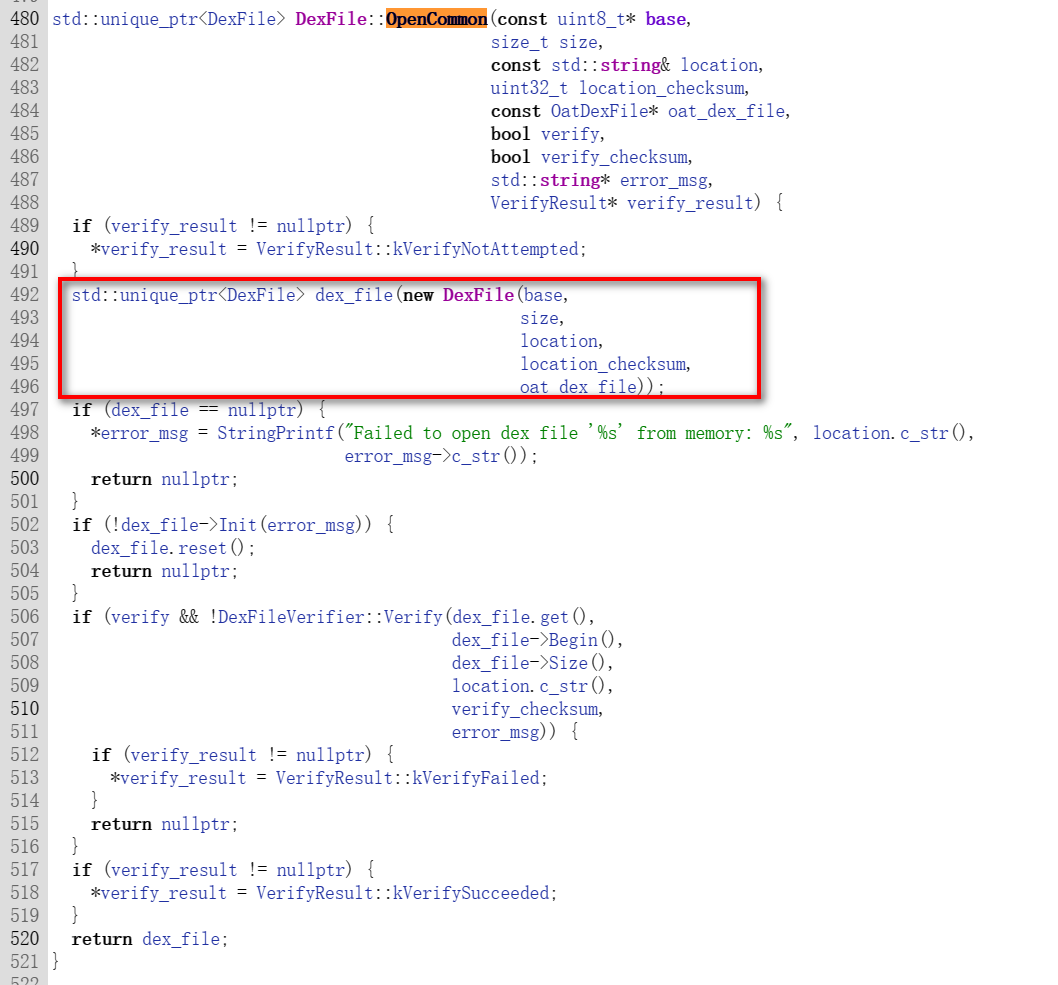 480 std::unique_ptr<DexFile> DexFile::OpenCommon(const uint8_t* base,
481                                              size_t size,
482                                              const std::string& location,
483                                              uint32_t location_checksum,
484                                              const OatDexFile* oat_dex_file,
485                                              bool verify,
486                                              bool verify_checksum,
487                                              std::string* error_msg,
488                                              VerifyResult* verify_result) {
489   if (verify_result != nullptr) {
490     *verify_result = VerifyResult::kVerifyNotAttempted;
491   }
492   std::unique_ptr<DexFile> dex_file(new DexFile(base,
493                                                 size,
494                                                 location,
495                                                 location_checksum,
496                                                 oat_dex_file));
497   if (dex_file == nullptr) {
498     *error_msg = StringPrintf("Failed to open dex file '%s' from memory: %s", location.c_str(),
499                               error_msg->c_str());
500     return nullptr;
501   }
502   if (!dex_file->Init(error_msg)) {
503     dex_file.reset();
504     return nullptr;
505   }
506   if (verify && !DexFileVerifier::Verify(dex_file.get(),
507                                          dex_file->Begin(),
508                                          dex_file->Size(),
509                                          location.c_str(),
510                                          verify_checksum,
511                                          error_msg)) {
512     if (verify_result != nullptr) {
513       *verify_result = VerifyResult::kVerifyFailed;
514     }
515     return nullptr;
516   }
517   if (verify_result != nullptr) {
518     *verify_result = VerifyResult::kVerifySucceeded;
519   }
520   return dex_file;
521 }
522